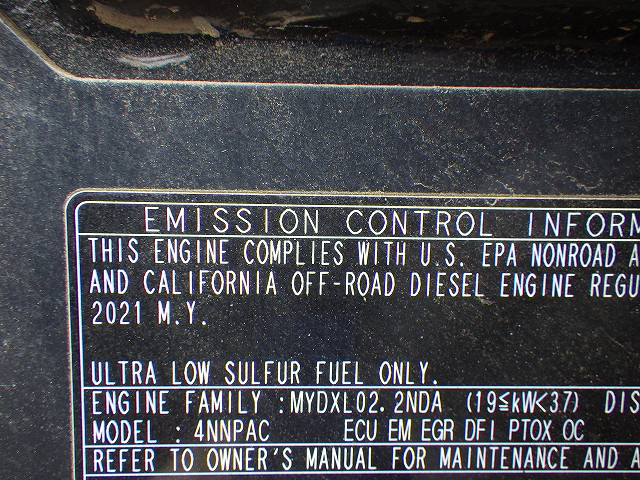 EMISSION CONTROL INFORM
THIS ENGINE COMPLIES WITH U.S. EPA NONROAD A
AND CALIFORNIA OFF-ROAD DIESEL ENGINE REGU
2021 M.Y.
ULTRA LOW SULFUR FUEL ONLY.
ENGINE FAMILY :MYDXL02.2NDA (19≦kW<37) DIS
MODEL : 4NNPAC ECU EM EGR DFI PTOX OC
REFER TO OWNER'S MANUAL FOR MAINTENANCE AND A